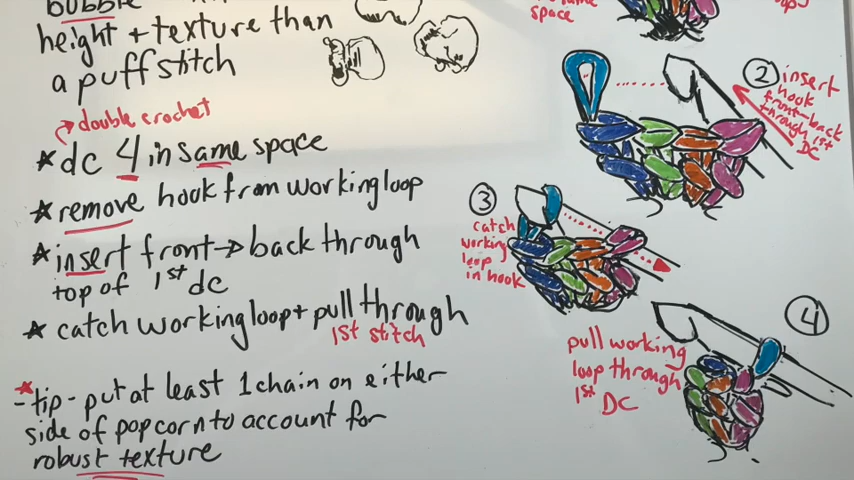 bubble
height + texture than
a puff stitch
double crochet
* dc 4 in same space
* remove hook from working loop
* insert front → back through
top of 1st dc
* catch working loop + pull through
1st stitch
* - tip - put at least 1 chain on either
side of popcorn to account for
robust texture
space
2
insert
hook
front-back
through 1st
DC
3
catch
working
loop
in hook
4
pull working
loop through
1st
DC